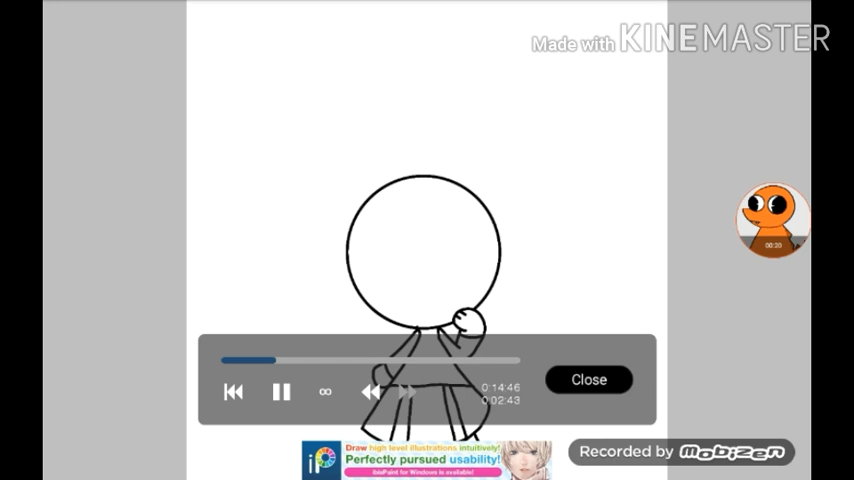 Made with KINEMASTER
00:20
0:14:46
0:02:43
Close
Draw high level illustrations intuitively!
Perfectly pursued usability!
ibisPaint for Windows is available!
iP
Recorded by mobizen